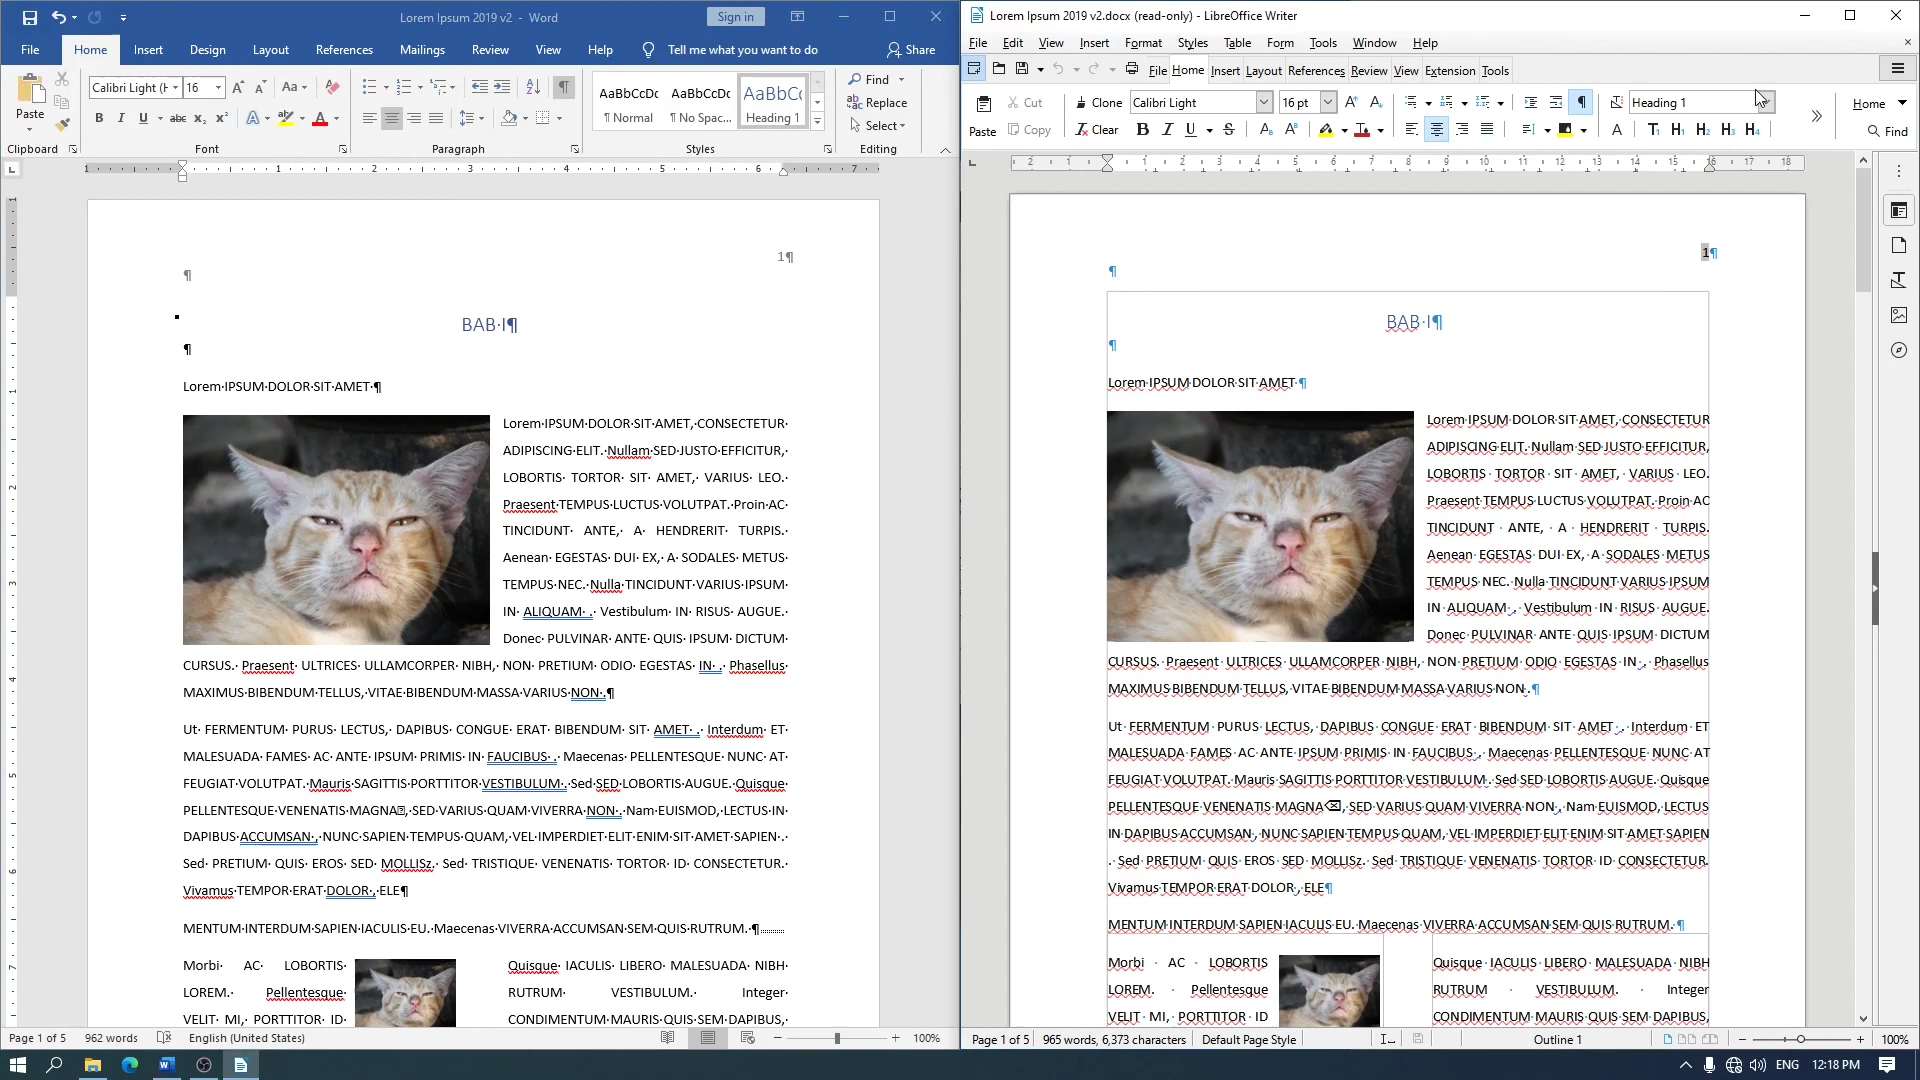 Lorem Ipsum 2019 v2 - Word
Sign in
File Home Insert Design Layout References Mailings Review View Help Tell me what you want to do Share
Paste
Calibri Light (H 16
AaBbCcDc AaBbCcDc AaBbCc
¶ Normal ¶ No Spac... Heading 1
Find
Replace
Select
Clipboard Font Paragraph Styles Editing
1¶
¶
BAB·I¶
¶
Lorem·IPSUM·DOLOR·SIT·AMET·¶
Lorem·IPSUM·DOLOR·SIT·AMET,·CONSECTETUR·
ADIPISCING·ELIT.·Nullam·SED·JUSTO·EFFICITUR,·
LOBORTIS· TORTOR· SIT· AMET,· VARIUS· LEO.·
Praesent·TEMPUS·LUCTUS·VOLUTPAT.·Proin·AC·
TINCIDUNT· ANTE,· A· HENDRERIT· TURPIS.·
Aenean· EGESTAS· DUI· EX,· A· SODALES· METUS·
TEMPUS·NEC.·Nulla·TINCIDUNT·VARIUS·IPSUM·
IN· ALIQUAM· .· Vestibulum· IN· RISUS· AUGUE.·
Donec· PULVINAR· ANTE· QUIS· IPSUM· DICTUM·
CURSUS.· Praesent· ULTRICES· ULLAMCORPER· NIBH,· NON· PRETIUM· ODIO· EGESTAS· IN· .· Phasellus·
MAXIMUS·BIBENDUM·TELLUS,·VITAE·BIBENDUM·MASSA·VARIUS·NON·.¶
Ut· FERMENTUM· PURUS· LECTUS,· DAPIBUS· CONGUE· ERAT· BIBENDUM· SIT· AMET· .· Interdum· ET·
MALESUADA· FAMES· AC· ANTE· IPSUM· PRIMIS· IN· FAUCIBUS· .· Maecenas· PELLENTESQUE· NUNC· AT·
FEUGIAT·VOLUTPAT.·Mauris·SAGITTIS·PORTTITOR·VESTIBULUM·.·Sed·SED·LOBORTIS·AUGUE.·Quisque·
PELLENTESQUE·VENENATIS·MAGNA⌫,·SED·VARIUS·QUAM·VIVERRA·NON·.·Nam·EUISMOD,·LECTUS·IN·
DAPIBUS·ACCUMSAN·,·NUNC·SAPIEN·TEMPUS·QUAM,·VEL·IMPERDIET·ELIT·ENIM·SIT·AMET·SAPIEN·.·
Sed· PRETIUM· QUIS· EROS· SED· MOLLISz.· Sed· TRISTIQUE· VENENATIS· TORTOR· ID· CONSECTETUR.·
Vivamus·TEMPOR·ERAT·DOLOR·,·ELE¶
MENTUM·INTERDUM·SAPIEN·IACULIS·EU.·Maecenas·VIVERRA·ACCUMSAN·SEM·QUIS·RUTRUM.·¶
Morbi· AC· LOBORTIS·
LOREM.· Pellentesque·
VELIT· MI,· PORTTITOR· ID·
Quisque· IACULIS· LIBERO· MALESUADA· NIBH·
RUTRUM· VESTIBULUM.· Integer·
CONDIMENTUM·MAURIS·QUIS·SEM·DAPIBUS,·
Page 1 of 5 962 words English (United States) 100%
Lorem Ipsum 2019 v2.docx (read-only) - LibreOffice Writer
File Edit View Insert Format Styles Table Form Tools Window Help
File Home Insert Layout References Review View Extension Tools
Cut Clone Calibri Light 16 pt Heading 1 Home
Paste Copy Clear Find
1¶
¶
BAB·I¶
¶
Lorem·IPSUM·DOLOR·SIT·AMET·¶
Lorem·IPSUM·DOLOR·SIT·AMET,·CONSECTETUR
ADIPISCING·ELIT.·Nullam·SED·JUSTO·EFFICITUR,
LOBORTIS· TORTOR· SIT· AMET,· VARIUS· LEO.
Praesent·TEMPUS·LUCTUS·VOLUTPAT.·Proin·AC
TINCIDUNT· ANTE,· A· HENDRERIT· TURPIS.
Aenean· EGESTAS· DUI· EX,· A· SODALES· METUS
TEMPUS·NEC.·Nulla·TINCIDUNT·VARIUS·IPSUM
IN· ALIQUAM· .· Vestibulum· IN· RISUS· AUGUE.
Donec· PULVINAR· ANTE· QUIS· IPSUM· DICTUM
CURSUS.· Praesent· ULTRICES· ULLAMCORPER· NIBH,· NON· PRETIUM· ODIO· EGESTAS· IN· .· Phasellus
MAXIMUS·BIBENDUM·TELLUS,·VITAE·BIBENDUM·MASSA·VARIUS·NON·.¶
Ut· FERMENTUM· PURUS· LECTUS,· DAPIBUS· CONGUE· ERAT· BIBENDUM· SIT· AMET· .· Interdum· ET
MALESUADA· FAMES· AC· ANTE· IPSUM· PRIMIS· IN· FAUCIBUS· .· Maecenas· PELLENTESQUE· NUNC· AT
FEUGIAT·VOLUTPAT.·Mauris·SAGITTIS·PORTTITOR·VESTIBULUM·.·Sed·SED·LOBORTIS·AUGUE.·Quisque
PELLENTESQUE·VENENATIS·MAGNA⌫,·SED·VARIUS·QUAM·VIVERRA·NON·.·Nam·EUISMOD,·LECTUS
IN·DAPIBUS·ACCUMSAN·,·NUNC·SAPIEN·TEMPUS·QUAM,·VEL·IMPERDIET·ELIT·ENIM·SIT·AMET·SAPIEN
.· Sed· PRETIUM· QUIS· EROS· SED· MOLLISz.· Sed· TRISTIQUE· VENENATIS· TORTOR· ID· CONSECTETUR.
Vivamus·TEMPOR·ERAT·DOLOR·,·ELE¶
MENTUM·INTERDUM·SAPIEN·IACULIS·EU.·Maecenas·VIVERRA·ACCUMSAN·SEM·QUIS·RUTRUM.·¶
Morbi · AC · LOBORTIS
LOREM. · Pellentesque
VELIT· MI,· PORTTITOR· ID
Quisque· IACULIS· LIBERO· MALESUADA· NIBH
RUTRUM · VESTIBULUM. · Integer
CONDIMENTUM·MAURIS·QUIS·SEM·DAPIBUS,
Page 1 of 5 965 words, 6,373 characters Default Page Style Outline 1 100%
ENG 12:18 PM